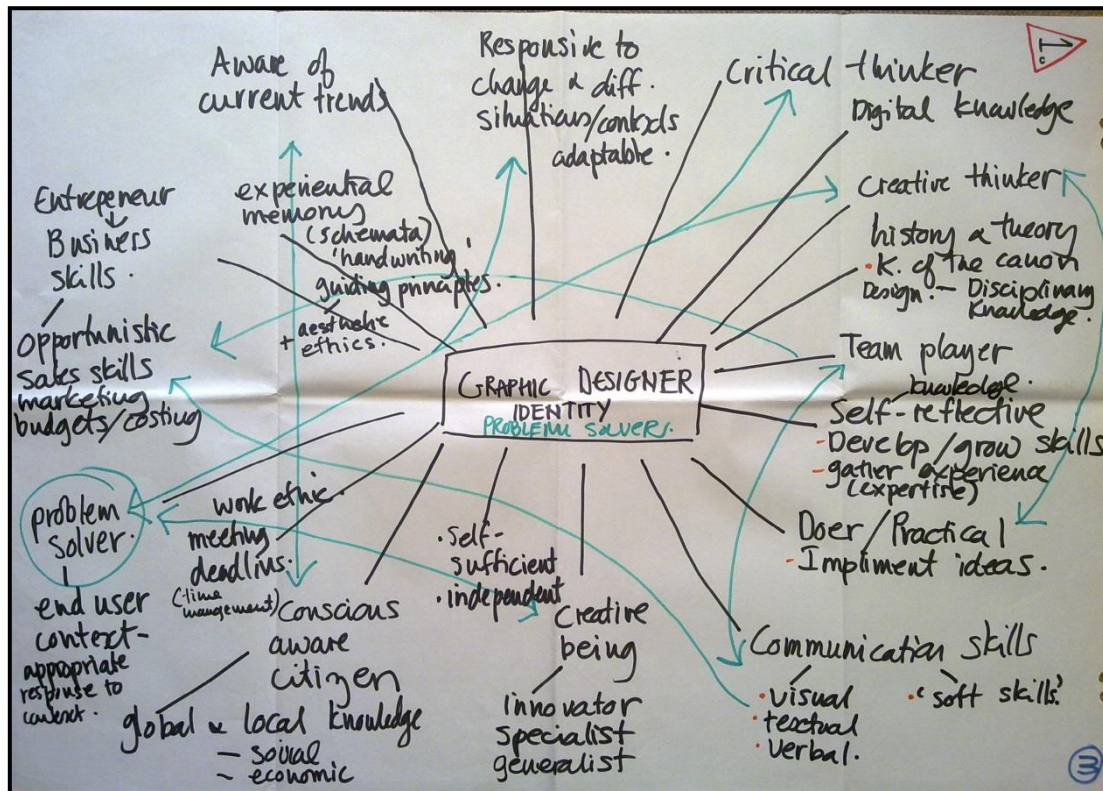 Aware of
current trends
Responsive to
change & diff.
situations/contexts
adaptable.
Critical thinker
Digital knowledge
Creative thinker
history & theory
• K. of the canon
Design. — Disciplinary
knowledge.
Team player
knowledge.
Self-reflective
- Develop/grow skills
- gather experience
(expertise)
Doer / Practical
- Impliment ideas.
Communication skills
• visual
• textual
• verbal.
• 'soft skills'
Creative
being
innovator
specialist
generalist
• Self-
sufficient
• independent
Conscious
aware
citizen
global & local knowledge
— social
~ economic
work ethic.
meeting
deadlins.
(time
management)
problem
solver.
end user
context-
appropriate
response to
context.
Entrepeneur
Business
skills.
Opportunistic
sales skills
marketing
budgets/costing
experiential
memory
(schemata)
'handwriting'
guiding principles.
+ aesthetic
ethics.
GRAPHIC DESIGNER
IDENTITY
PROBLEM SOLVERS.
3